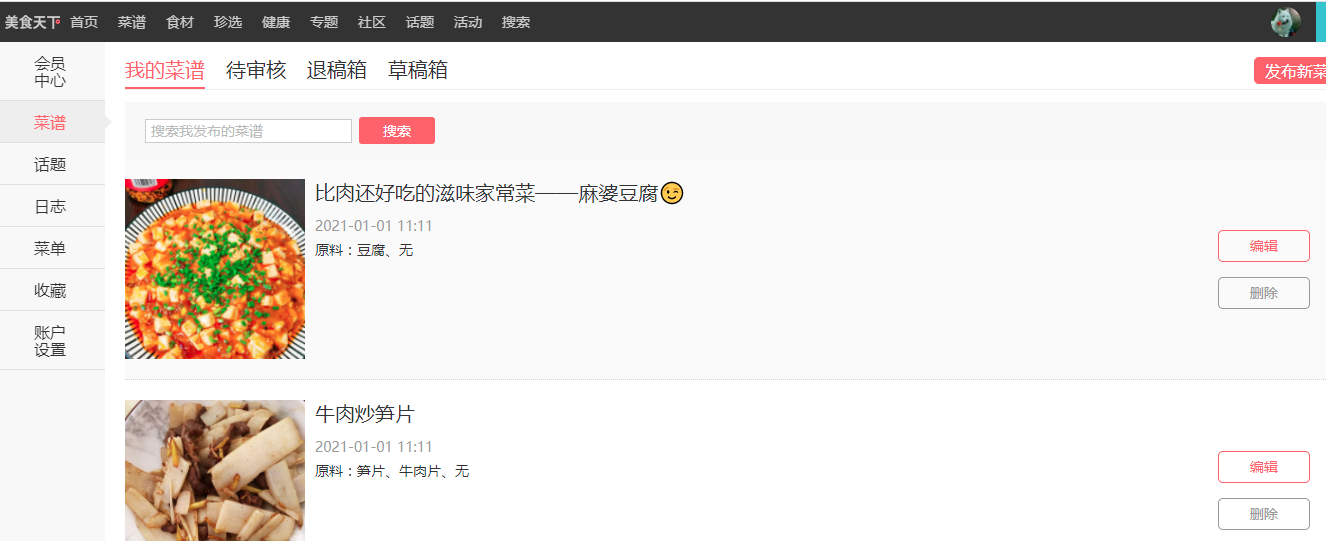 美食天下 首页 菜谱 食材 珍选 健康 专题 社区 话题 活动 搜索
会员
中心
菜谱
话题
日志
菜单
收藏
账户
设置
我的菜谱 待审核 退稿箱 草稿箱
发布新菜
搜索我发布的菜谱 搜索
比肉还好吃的滋味家常菜——麻婆豆腐😉
2021-01-01 11:11
原料：豆腐、无
编辑
删除
牛肉炒笋片
2021-01-01 11:11
原料：笋片、牛肉片、无
编辑
删除